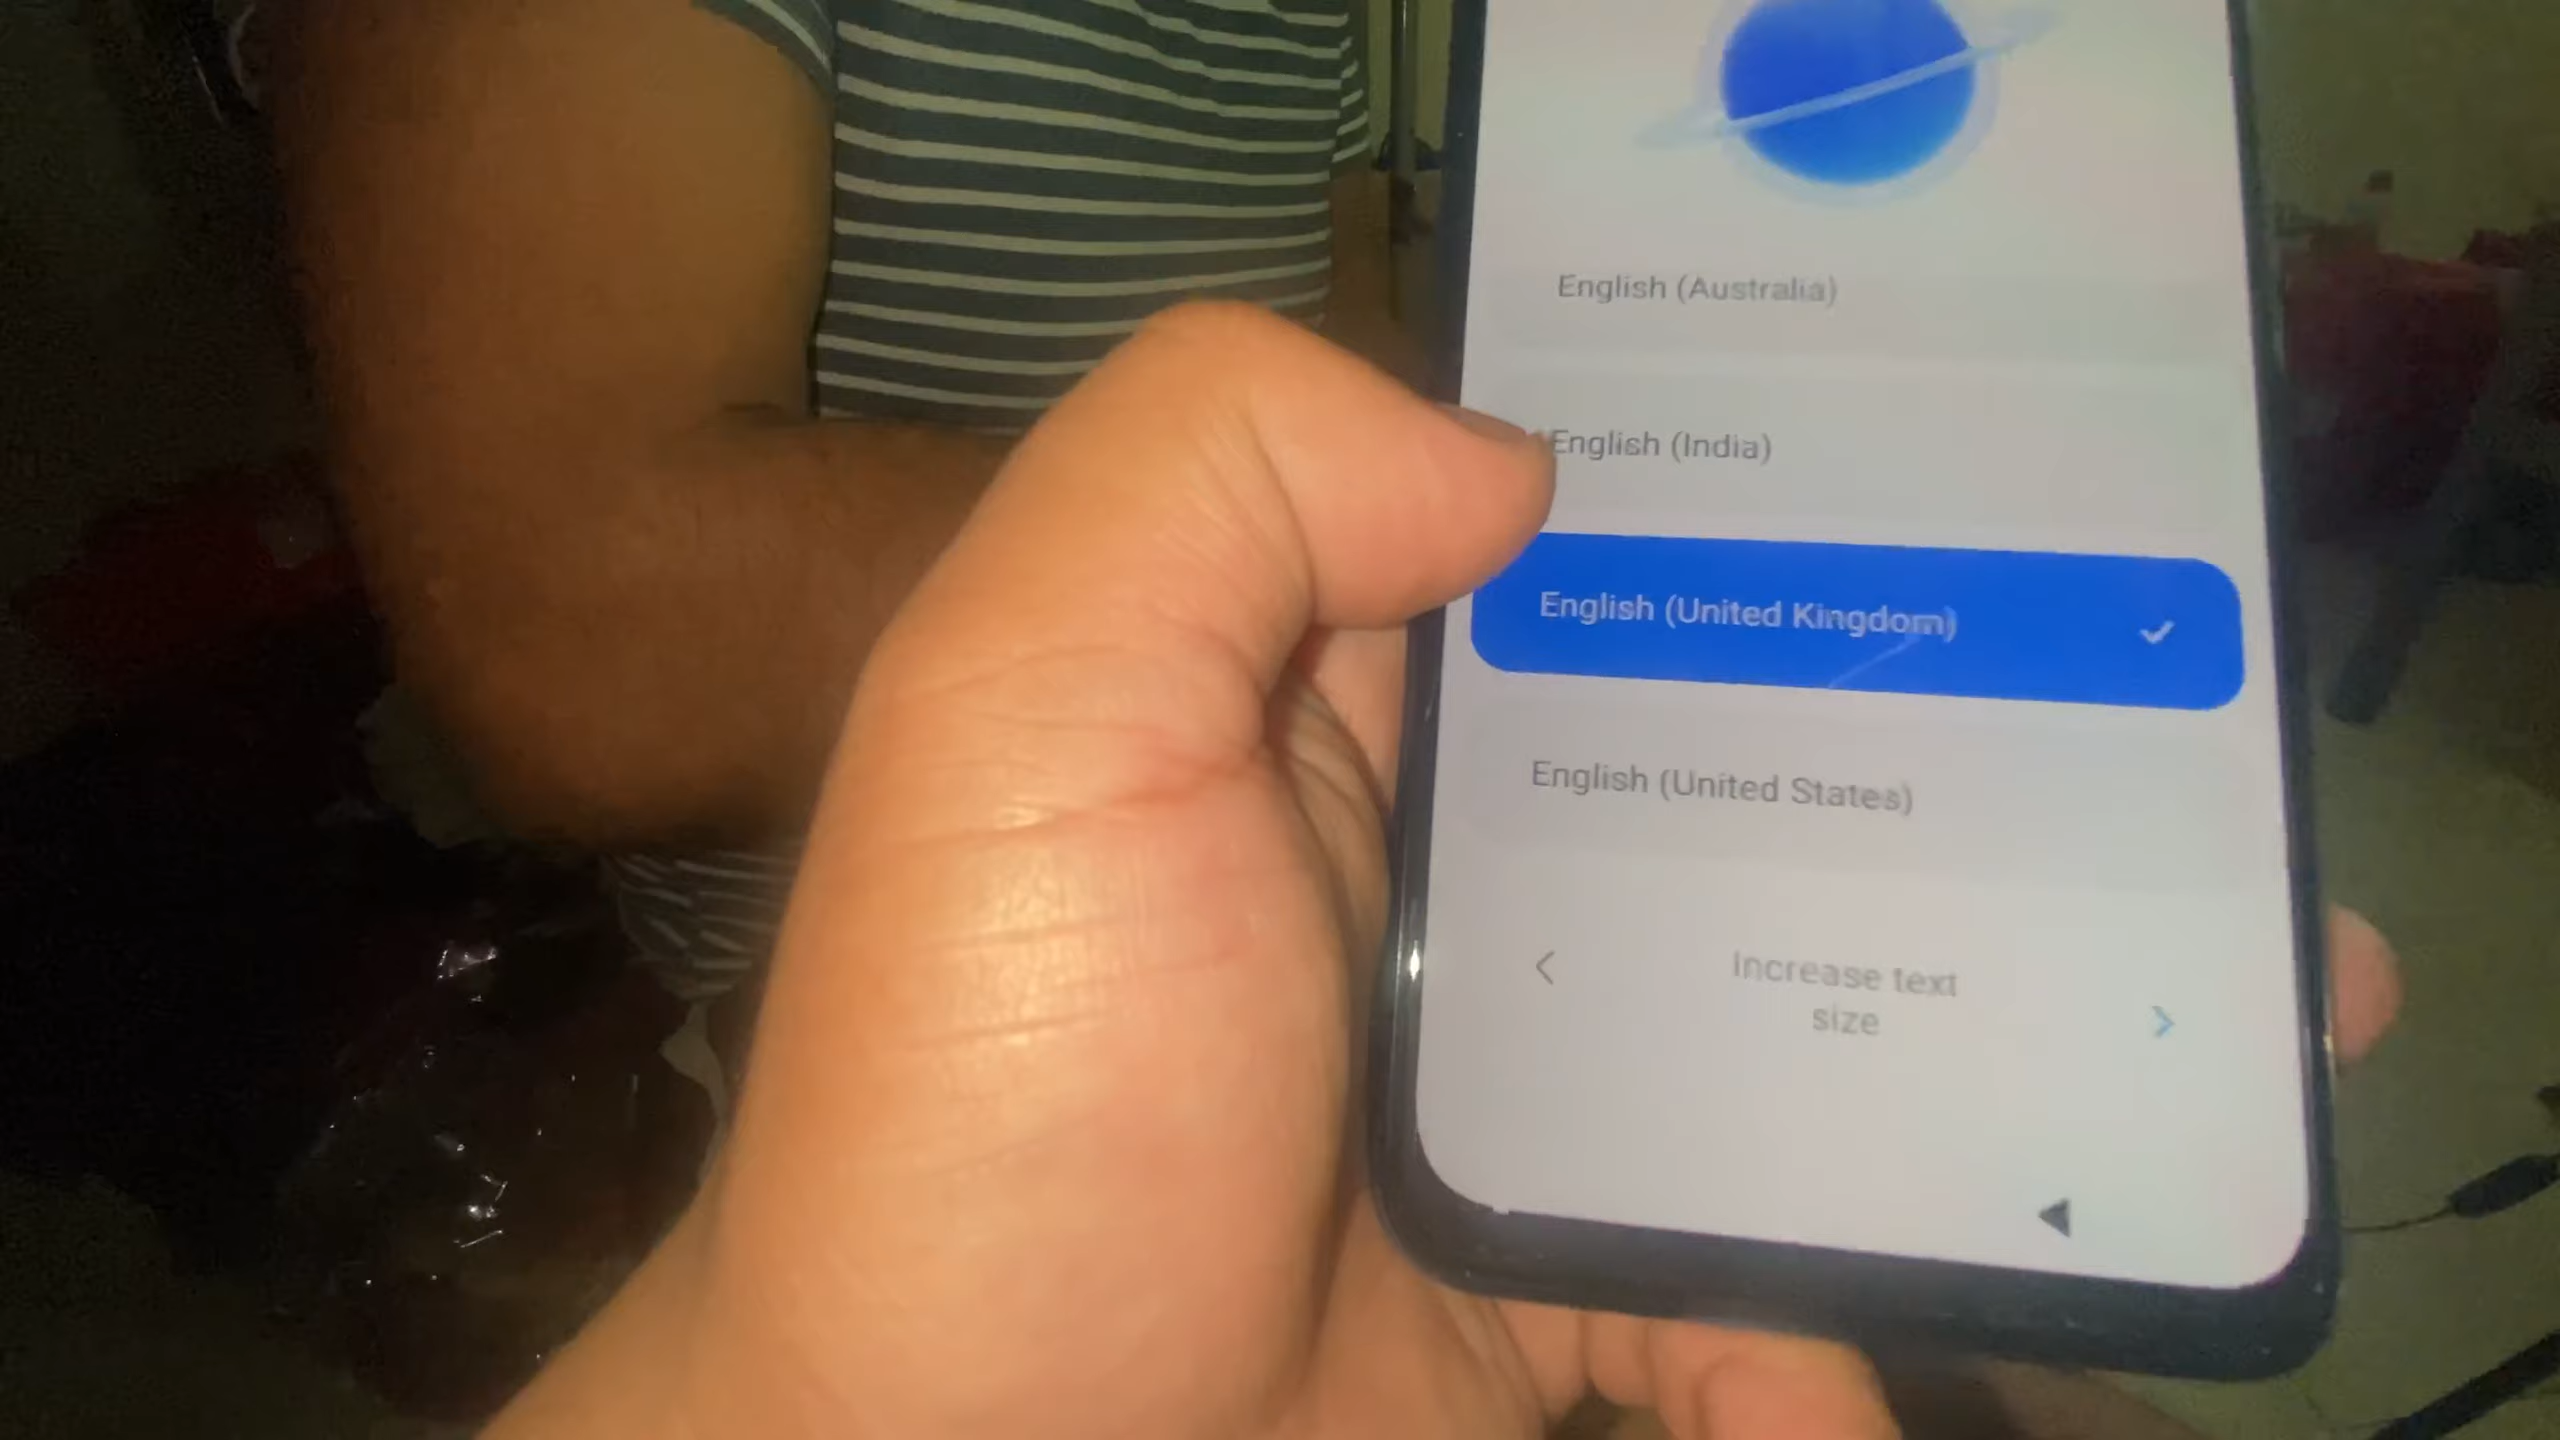 English (Australia)
English (India)
English (United Kingdom)
English (United States)
Increase text
size